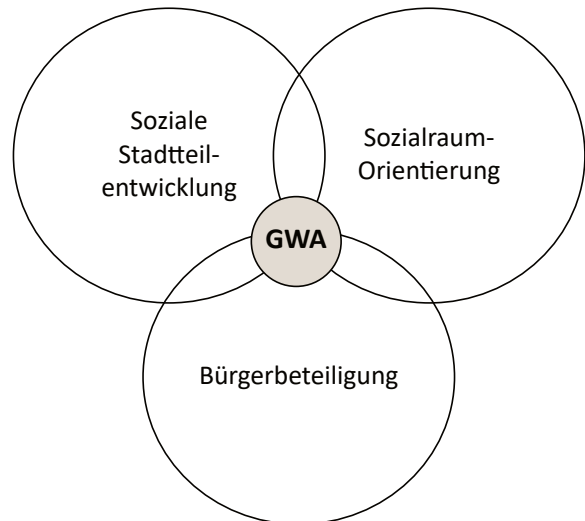 Soziale
Stadtteil-
entwicklung
Sozialraum-
Orientierung
GWA
Bürgerbeteiligung